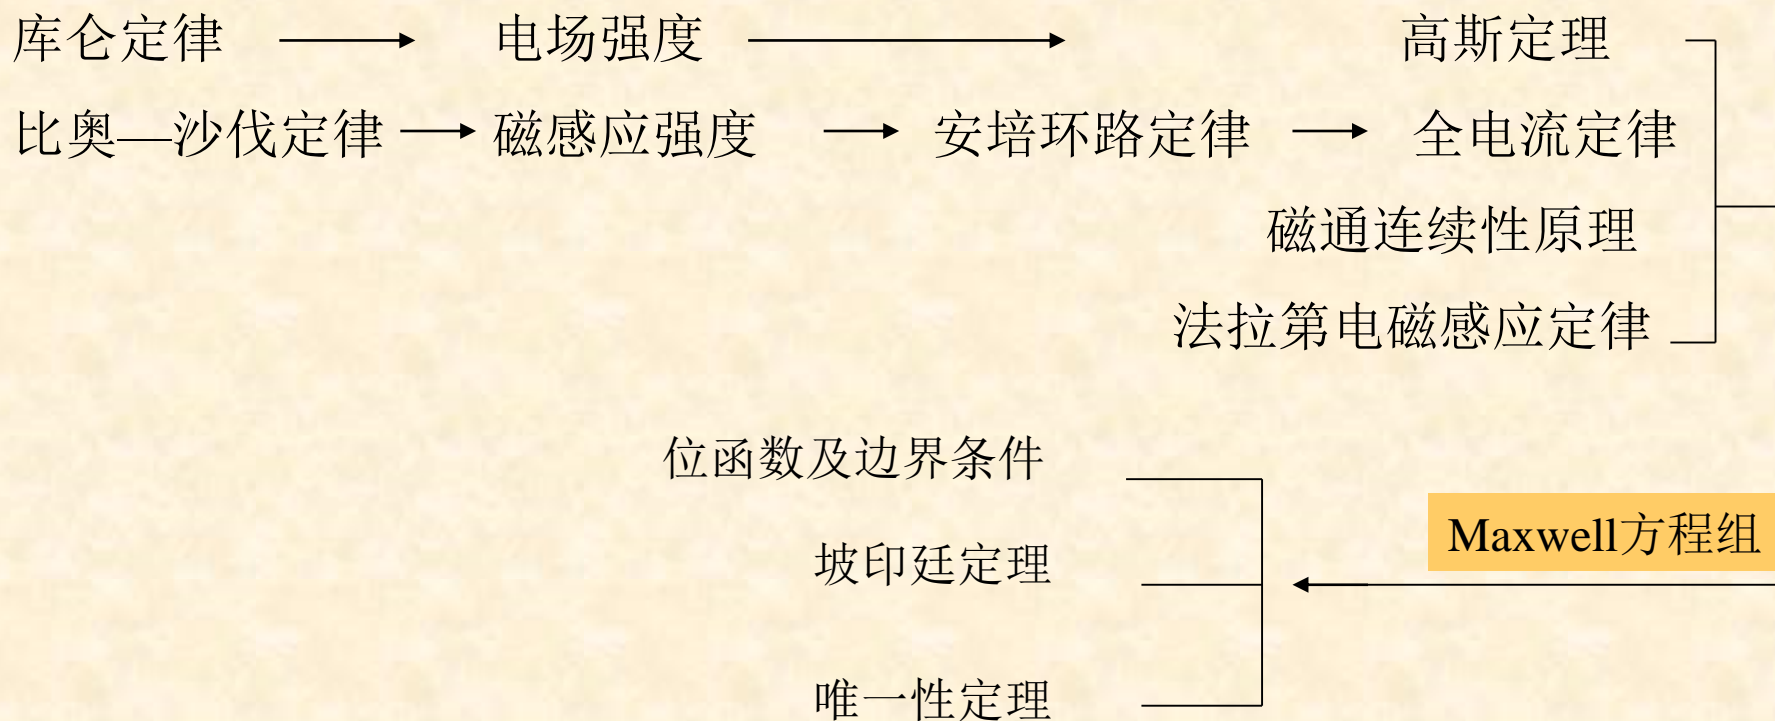 库仑定律 电场强度 高斯定理
比奥—沙伐定律 磁感应强度 安培环路定律 全电流定律
磁通连续性原理
法拉第电磁感应定律
位函数及边界条件
Maxwell方程组
坡印廷定理
唯一性定理